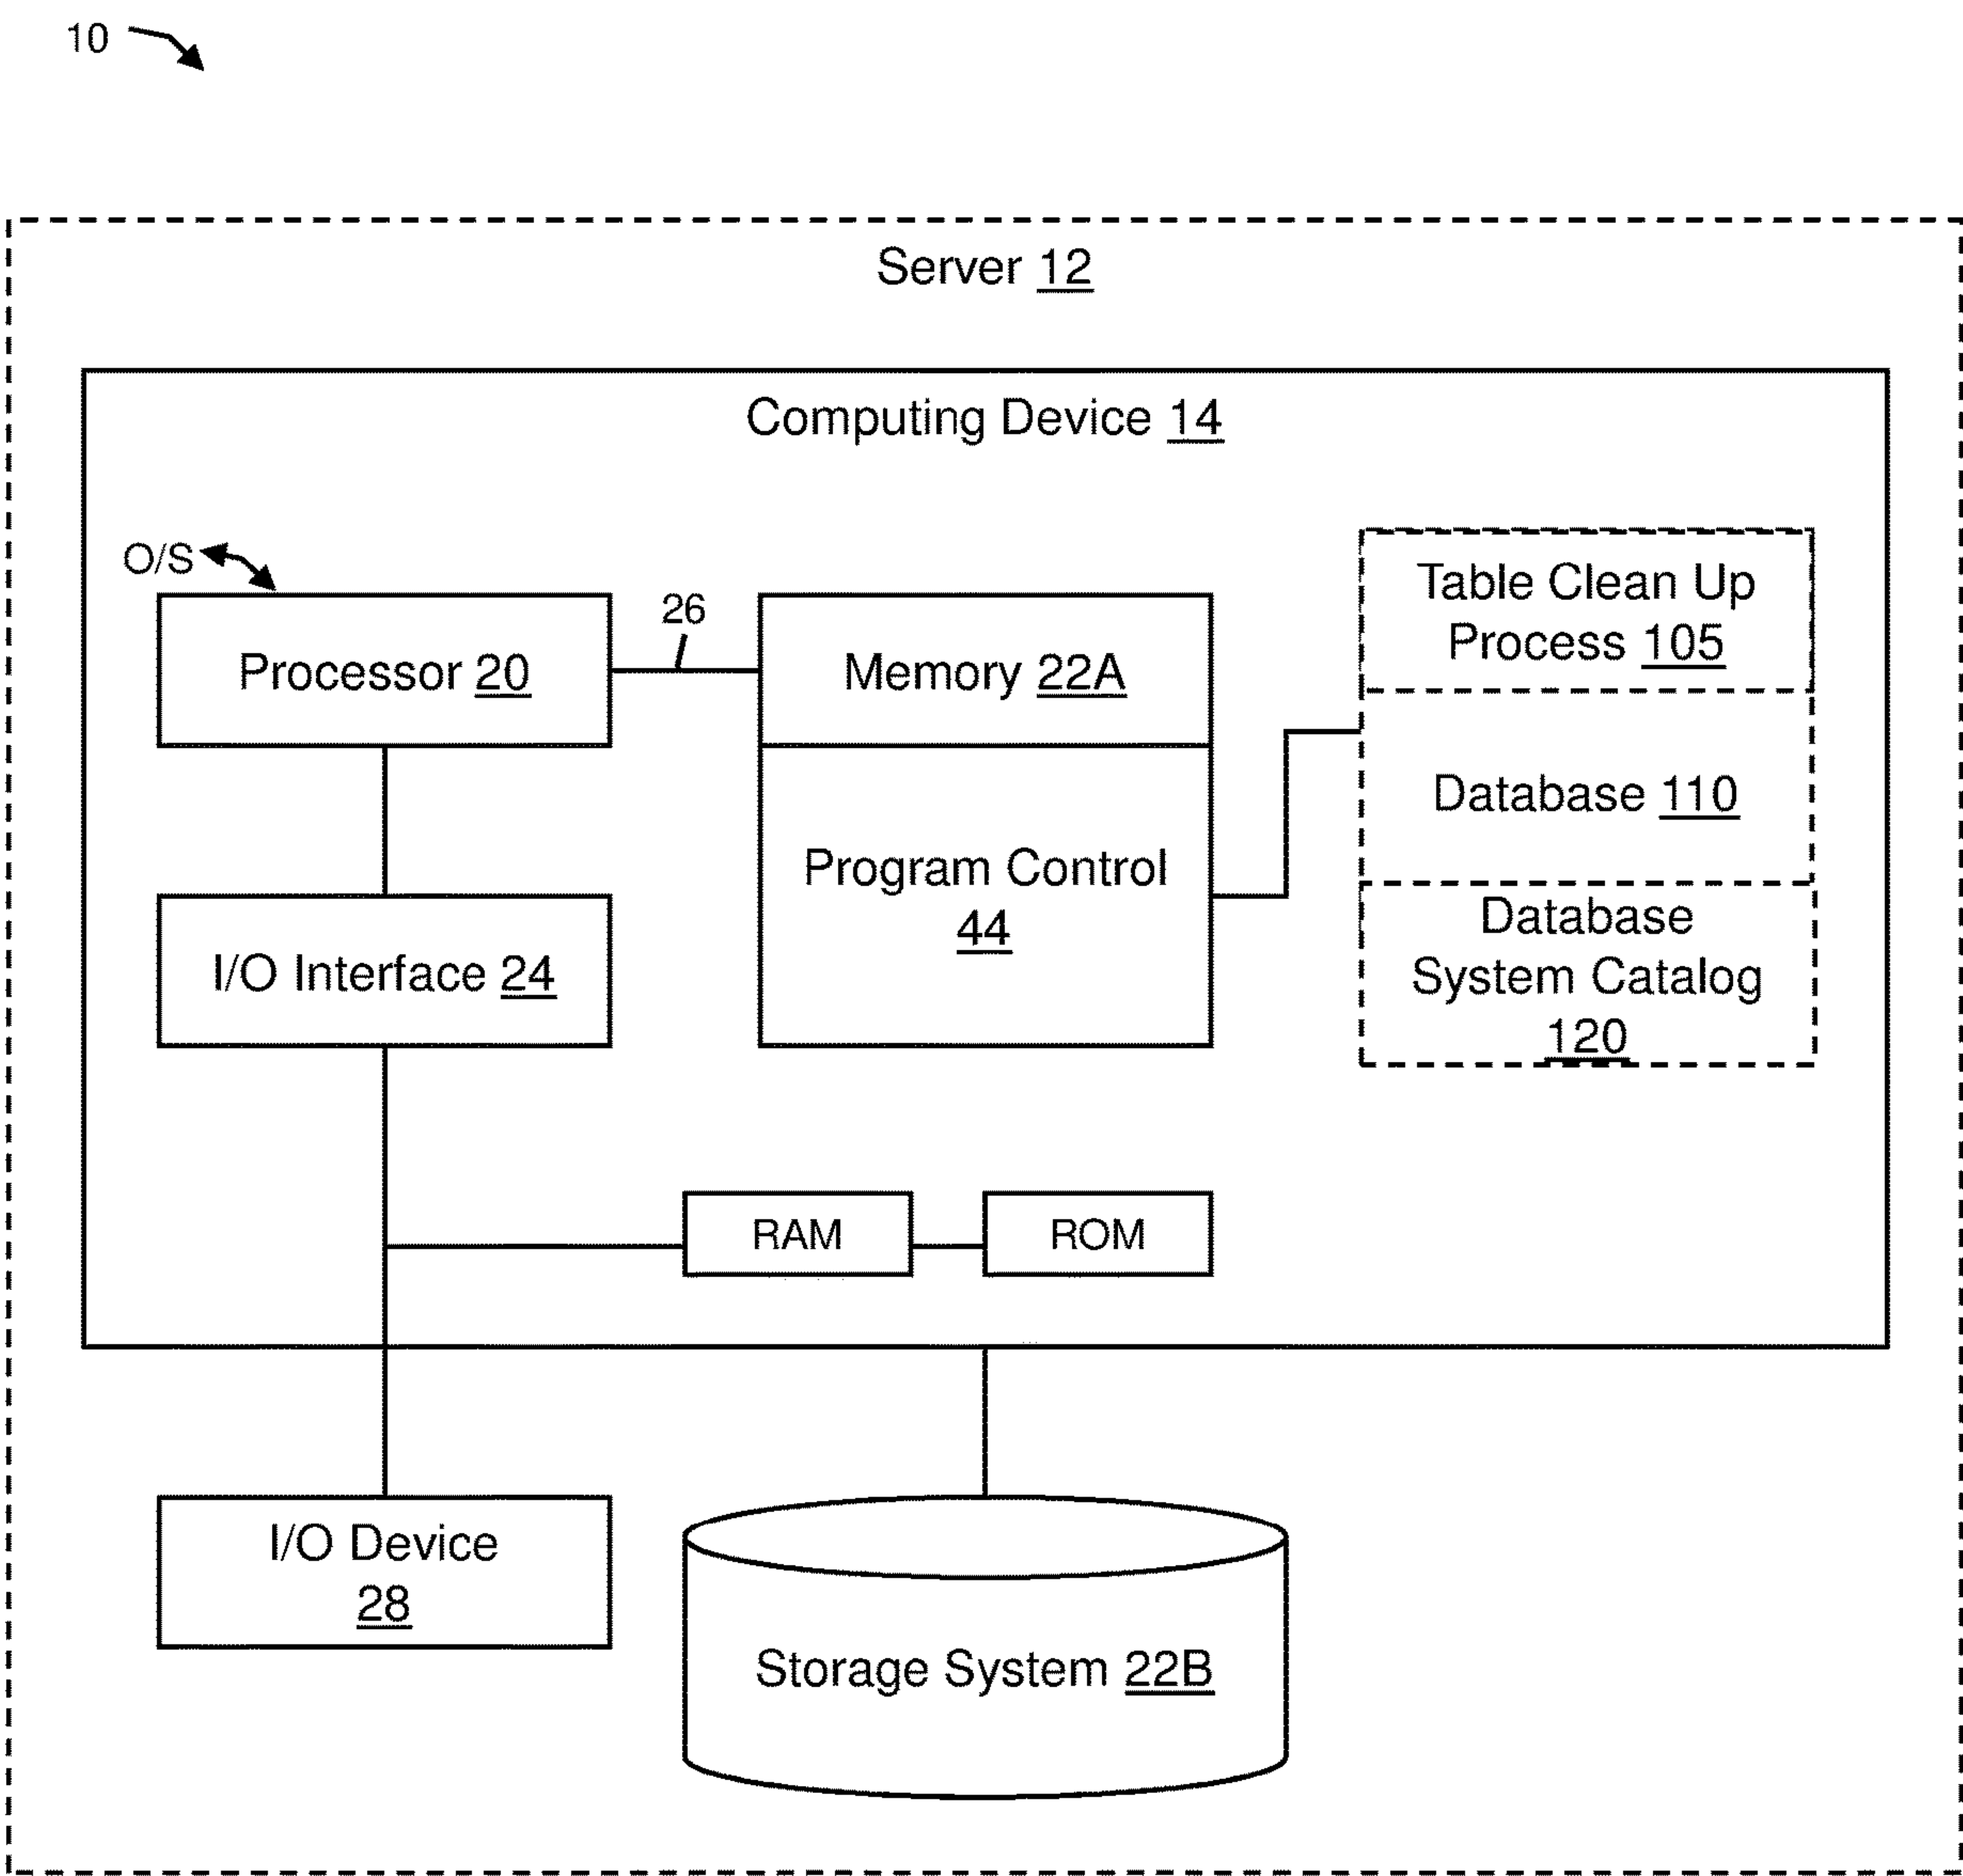 10
Server 12
Computing Device 14
O/S
Processor 20
26
Memory 22A
Table Clean Up
Process 105
Database 110
Program Control
44
Database
System Catalog
120
I/O Interface 24
RAM
ROM
I/O Device
28
Storage System 22B